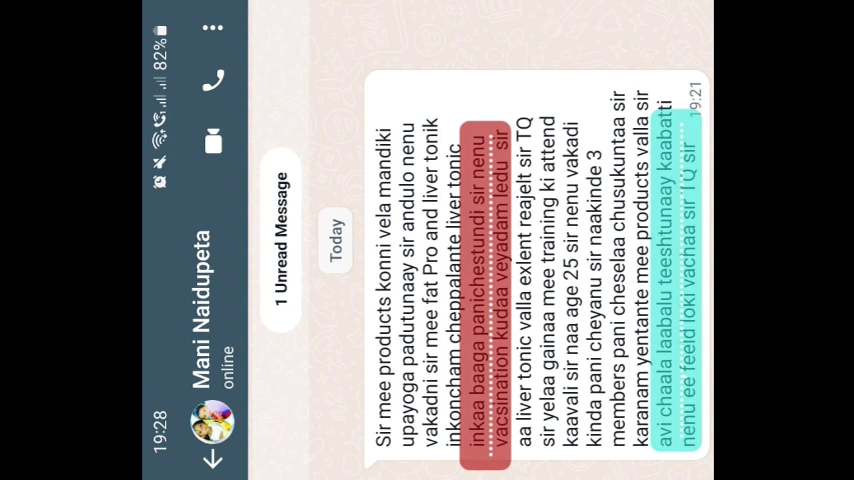 19:28
82%
Mani Naidupeta
online
1 Unread Message
Today
Sir mee products konni vela mandiki
upayoga padutunaay sir andulo nenu
vakadni sir mee fat Pro and liver tonik
inkoncham cheppalante liver tonic
inkaa baaga panichestundi sir nenu
vacsination kudaa veyadam ledu sir
aa liver tonic valla exlent reajelt sir TQ
sir yelaa gainaa mee training ki attend
kaavali sir naa age 25 sir nenu vakadi
kinda pani cheyanu sir naakinde 3
members pani cheselaa chusukuntaa sir
karanam yentante mee products valla sir
avi chaala laabalu teeshtunaay kaabatti
nenu ee feeld loki vachaa sir TQ sir
19:21